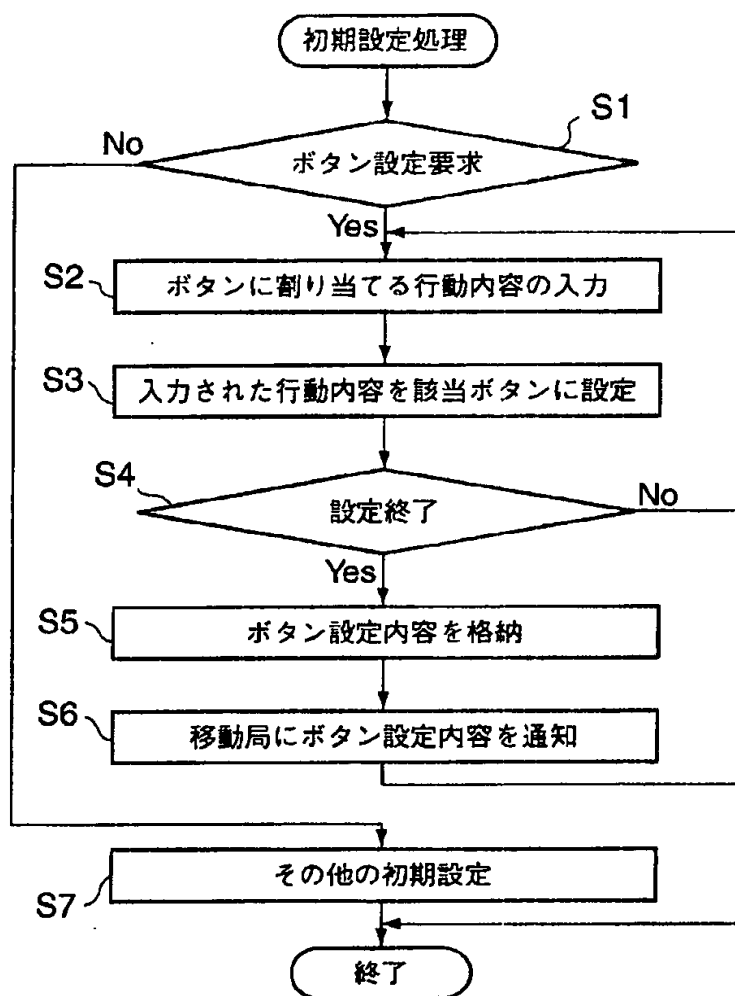 初期設定処理
S1
No
ボタン設定要求
Yes
S2
ボタンに割り当てる行動内容の入力
S3
入力された行動内容を該当ボタンに設定
S4
設定終了
No
Yes
S5
ボタン設定内容を格納
S6
移動局にボタン設定内容を通知
その他の初期設定
S7
終了